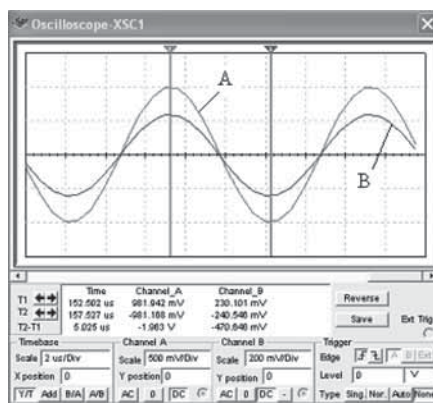 Oscilloscope-XSC1
A
B
Time Channel_A Channel_B
T1 152.502 us 981.942 mV 230.101 mV
T2 157.527 us -981.188 mV -240.546 mV
T2-T1 5.025 us -1.963 V -470.646 mV
Reverse
Save
Ext Trig
Timebase Channel A Channel B Trigger
Scale 2 us/Div Scale 500 mV/Div Scale 200 mV/Div Edge A B Ext
X position 0 Y position 0 Y position 0 Level 0 V
Y/T Add B/A A/B AC 0 DC AC 0 DC - Type Sing. Nor. Auto None